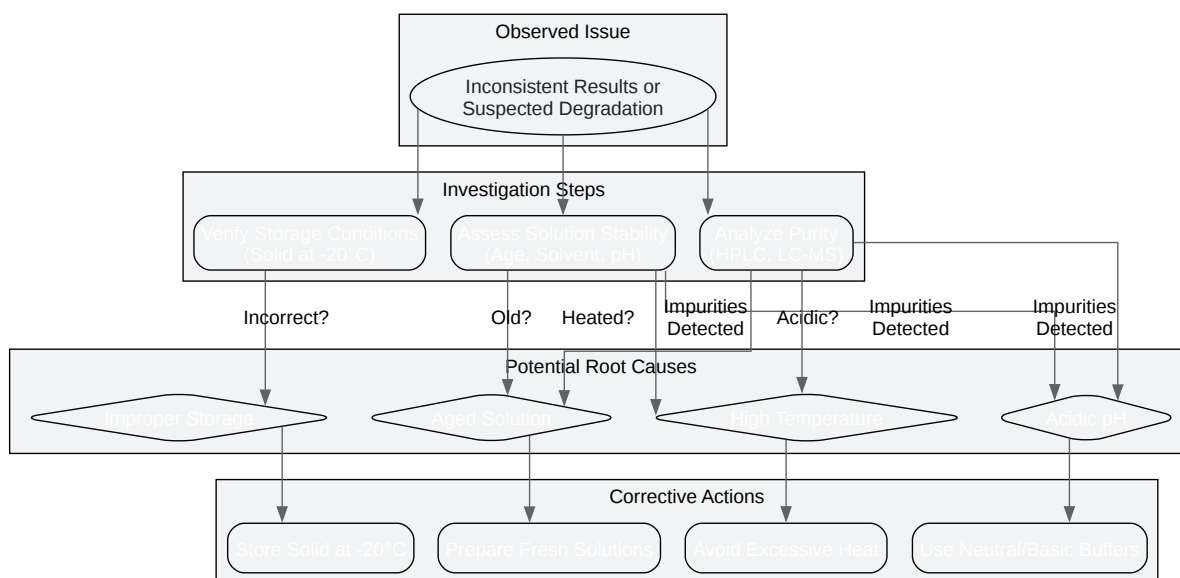 Observed Issue
Inconsistent Results or
Suspected Degradation
Investigation Steps
Verify Storage Conditions
(Solid at -20°C)
Assess Solution Stability
(Age, Solvent, pH)
Analyze Purity
(HPLC, LC-MS)
Incorrect?
Old?
Heated?
Impurities
Detected
Acidic?
Impurities
Detected
Impurities
Detected
Potential Root Causes
Improper Storage
Aged Solution
High Temperature
Acidic pH
Corrective Actions
Store Solid at -20°C
Prepare Fresh Solutions
Avoid Excessive Heat
Use Neutral/Basic Buffers